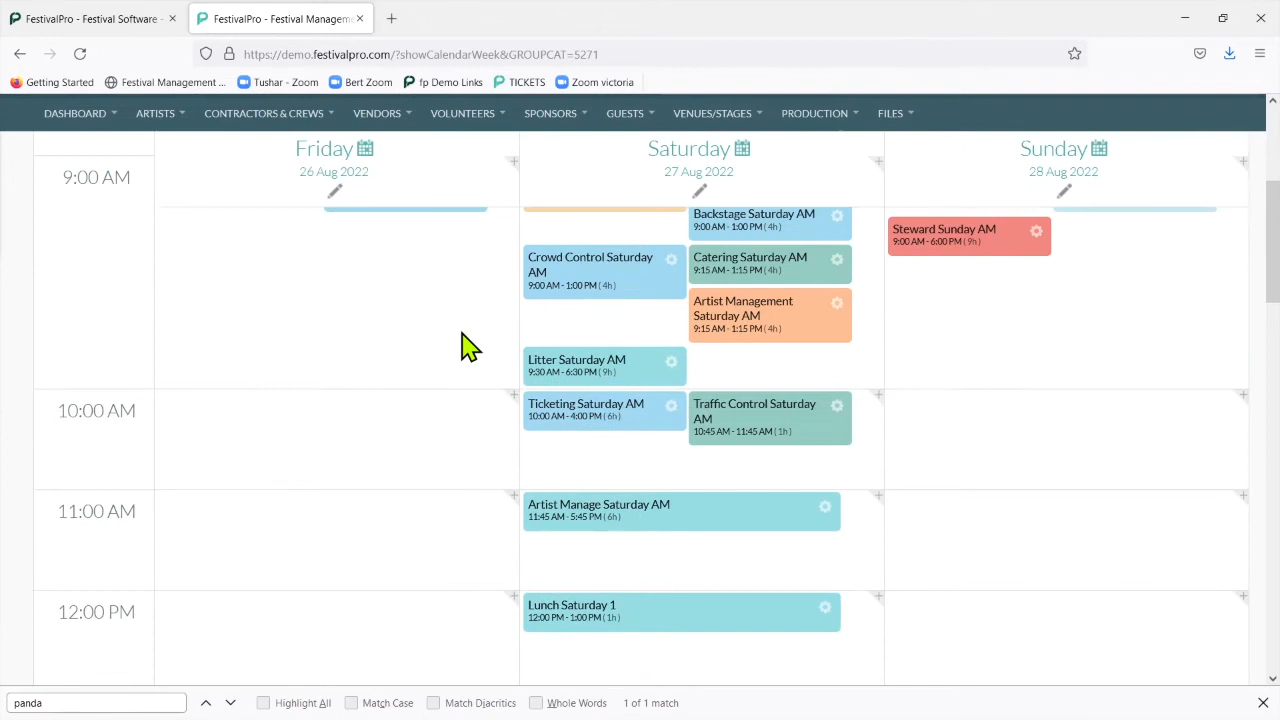 FestivalPro - Festival Software -
FestivalPro - Festival Manageme
https://demo.festivalpro.com/?showCalendarWeek&GROUPCAT=5271
Getting Started
Festival Management ...
Tushar - Zoom
Bert Zoom
fp Demo Links
TICKETS
Zoom victoria
DASHBOARD
ARTISTS
CONTRACTORS & CREWS
VENDORS
VOLUNTEERS
SPONSORS
GUESTS
VENUES/STAGES
PRODUCTION
FILES
Friday
26 Aug 2022
Saturday
27 Aug 2022
Sunday
28 Aug 2022
9:00 AM
Backstage Saturday AM
9:00 AM - 1:00 PM ( 4h )
Steward Sunday AM
9:00 AM - 6:00 PM ( 9h )
Crowd Control Saturday
AM
9:00 AM - 1:00 PM ( 4h )
Catering Saturday AM
9:15 AM - 1:15 PM ( 4h )
Artist Management
Saturday AM
9:15 AM - 1:15 PM ( 4h )
Litter Saturday AM
9:30 AM - 6:30 PM ( 9h )
10:00 AM
Ticketing Saturday AM
10:00 AM - 4:00 PM ( 6h )
Traffic Control Saturday
AM
10:45 AM - 11:45 AM ( 1h )
11:00 AM
Artist Manage Saturday AM
11:45 AM - 5:45 PM ( 6h )
12:00 PM
Lunch Saturday 1
12:00 PM - 1:00 PM ( 1h )
panda
Highlight All
Match Case
Match Diacritics
Whole Words
1 of 1 match